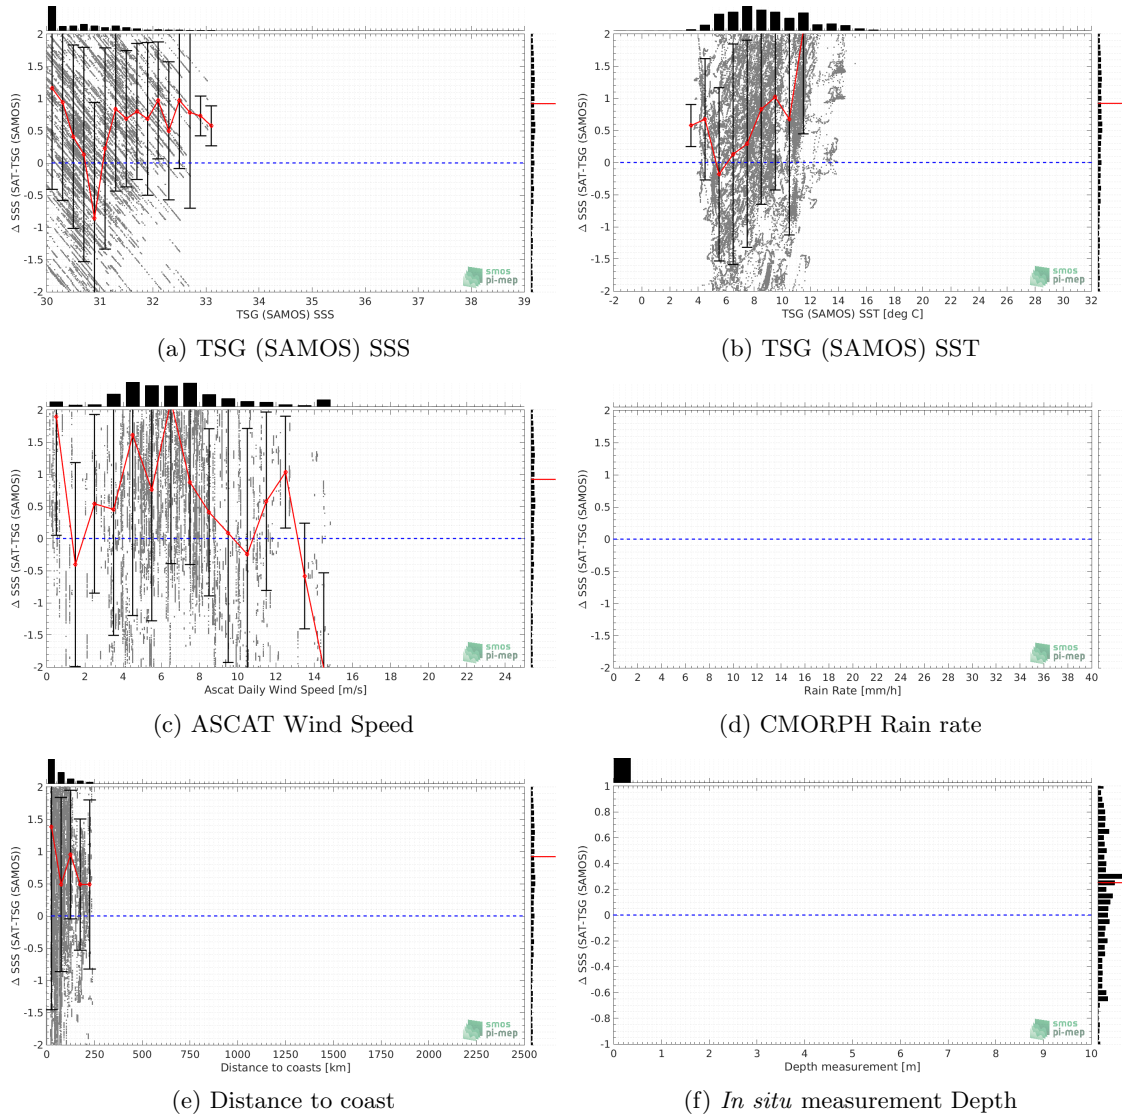 2
1.5
1
0.5
0
-0.5
-1
-1.5
-2
Δ SSS (SAT-TSG (SAMOS))
30 31 32 33 34 35 36 37 38 39
TSG (SAMOS) SSS
smos
pi-mep
(a) TSG (SAMOS) SSS
2
1.5
1
0.5
0
-0.5
-1
-1.5
-2
Δ SSS (SAT-TSG (SAMOS))
-2 0 2 4 6 8 10 12 14 16 18 20 22 24 26 28 30 32
TSG (SAMOS) SST [deg C]
smos
pi-mep
(b) TSG (SAMOS) SST
2
1.5
1
0.5
0
-0.5
-1
-1.5
-2
Δ SSS (SAT-TSG (SAMOS))
0 2 4 6 8 10 12 14 16 18 20 22 24
Ascat Daily Wind Speed [m/s]
smos
pi-mep
(c) ASCAT Wind Speed
2
1.5
1
0.5
0
-0.5
-1
-1.5
-2
Δ SSS (SAT-TSG (SAMOS))
0 2 4 6 8 10 12 14 16 18 20 22 24 26 28 30 32 34 36 38 40
Rain Rate [mm/h]
smos
pi-mep
(d) CMORPH Rain rate
2
1.5
1
0.5
0
-0.5
-1
-1.5
-2
Δ SSS (SAT-TSG (SAMOS))
0 250 500 750 1000 1250 1500 1750 2000 2250 2500
Distance to coasts [km]
smos
pi-mep
(e) Distance to coast
1
0.8
0.6
0.4
0.2
0
-0.2
-0.4
-0.6
-0.8
-1
Δ SSS (SAT-TSG (SAMOS))
0 1 2 3 4 5 6 7 8 9 10
Depth measurement [m]
smos
pi-mep
(f) In situ measurement Depth